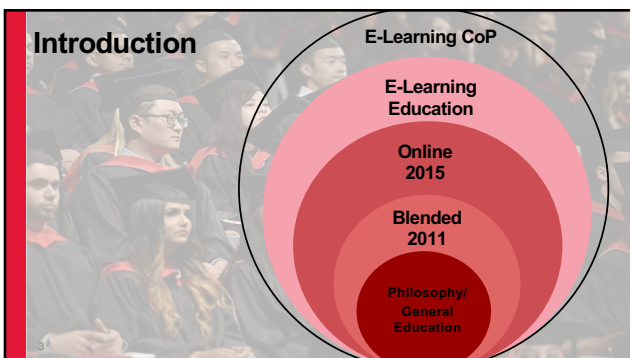 Introduction
E-Learning CoP
E-Learning
Education
Online
2015
Blended
2011
Philosophy/
General
Education
3